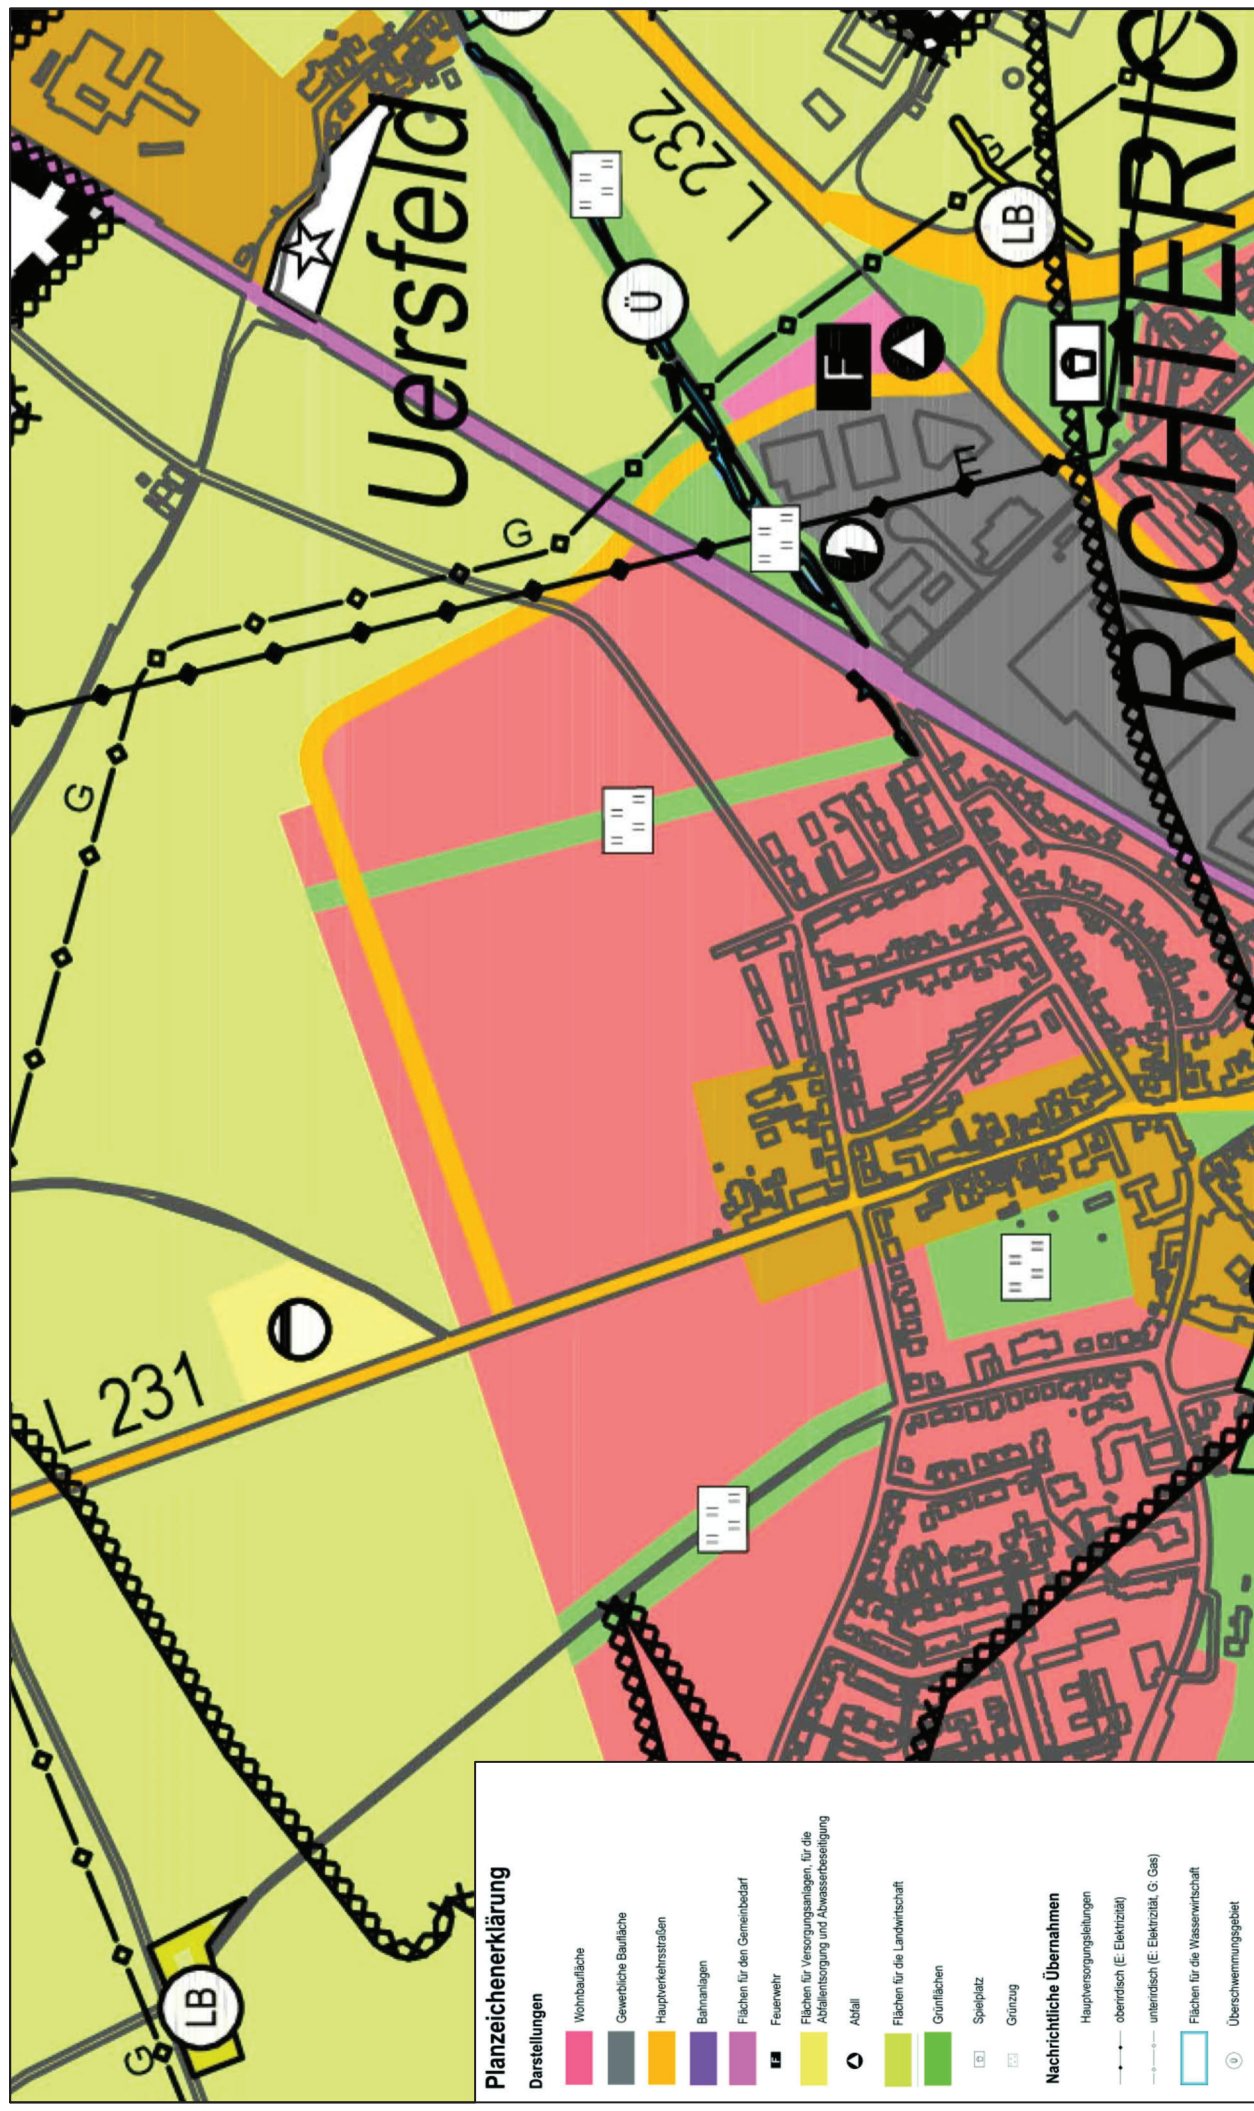 Uersfeld
L 232
RICHTERIC
L 231
G
G
G
G
E
LB
LB
Ü
F
Planzeichenerklärung
Darstellungen
Wohnbaufläche
Gewerbliche Baufläche
Hauptverkehrsstraßen
Bahnanlagen
Flächen für den Gemeinbedarf
F
Feuerwehr
Flächen für Versorgungsanlagen, für die
Abfallentsorgung und Abwasserbeseitigung
Abfall
Flächen für die Landwirtschaft
Grünflächen
Spielplatz
Grünzug
Nachrichtliche Übernahmen
Hauptversorgungsleitungen
oberirdisch (E: Elektrizität)
unterirdisch (E: Elektrizität, G: Gas)
Flächen für die Wasserwirtschaft
Ü
Überschwemmungsgebiet